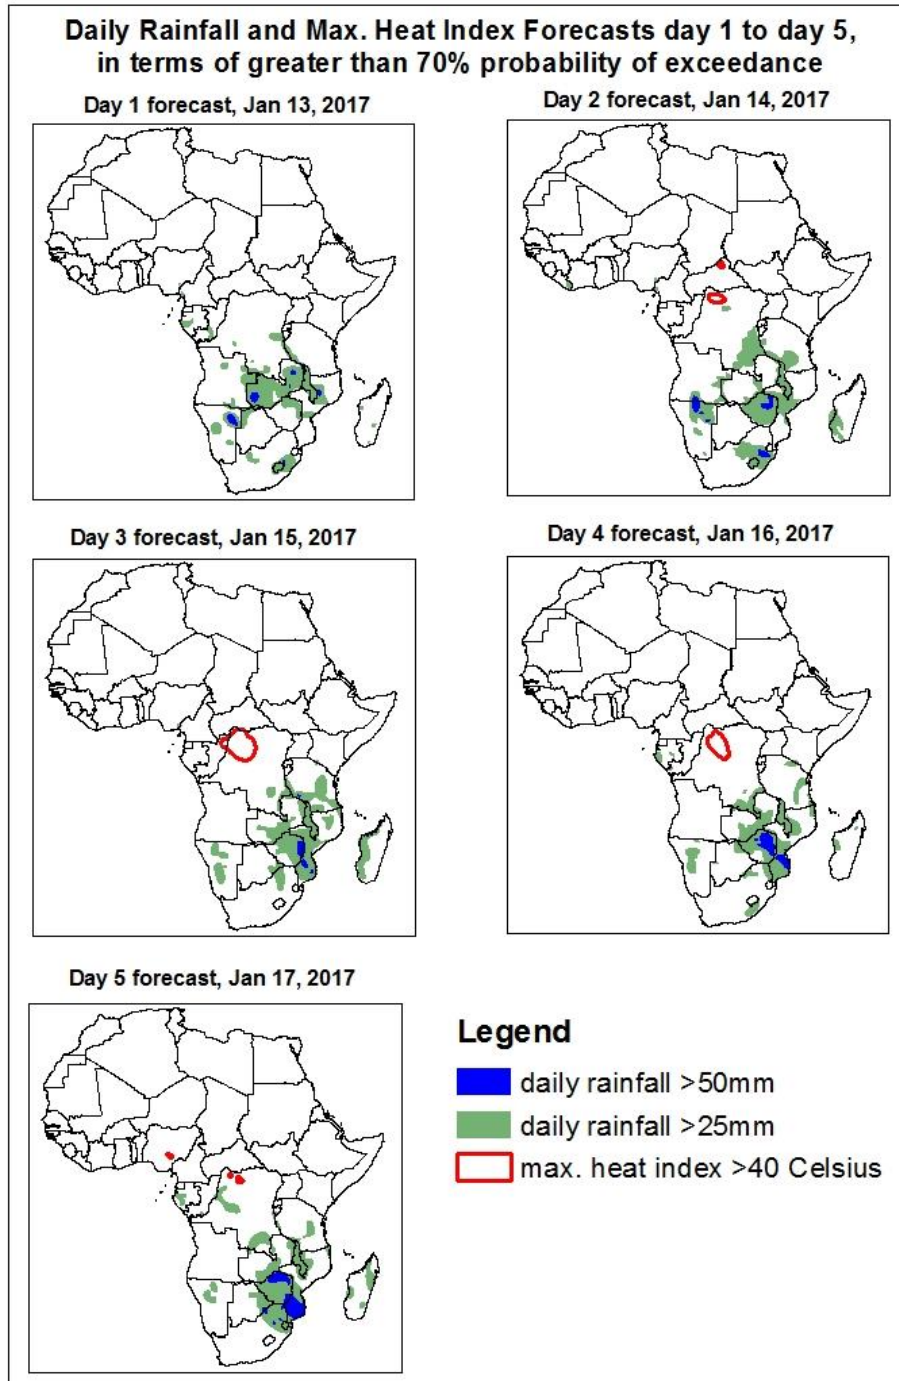 Daily Rainfall and Max. Heat Index Forecasts day 1 to day 5,
in terms of greater than 70% probability of exceedance
Day 1 forecast, Jan 13, 2017
Day 2 forecast, Jan 14, 2017
Day 3 forecast, Jan 15, 2017
Day 4 forecast, Jan 16, 2017
Day 5 forecast, Jan 17, 2017
Legend
daily rainfall >50mm
daily rainfall >25mm
max. heat index >40 Celsius